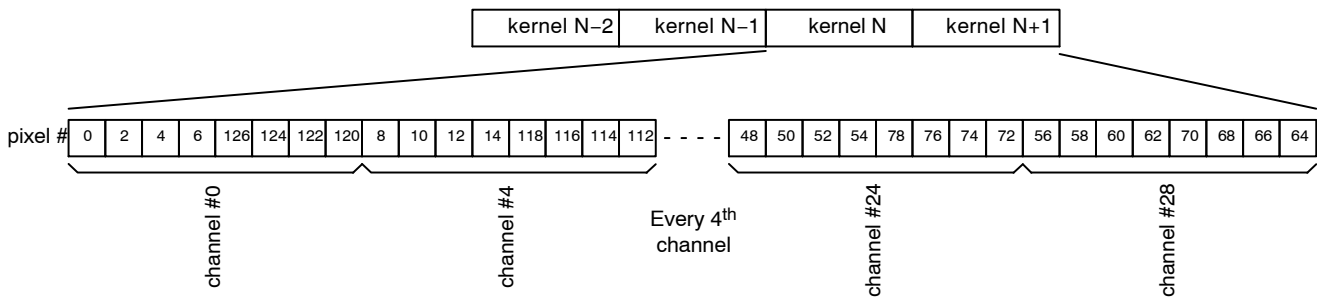 kernel N−2 kernel N−1 kernel N kernel N+1
pixel # 0 2 4 6 126 124 122 120 8 10 12 14 118 116 114 112 - - - - 48 50 52 54 78 76 74 72 56 58 60 62 70 68 66 64
channel #0
channel #4
Every 4th
channel
channel #24
channel #28